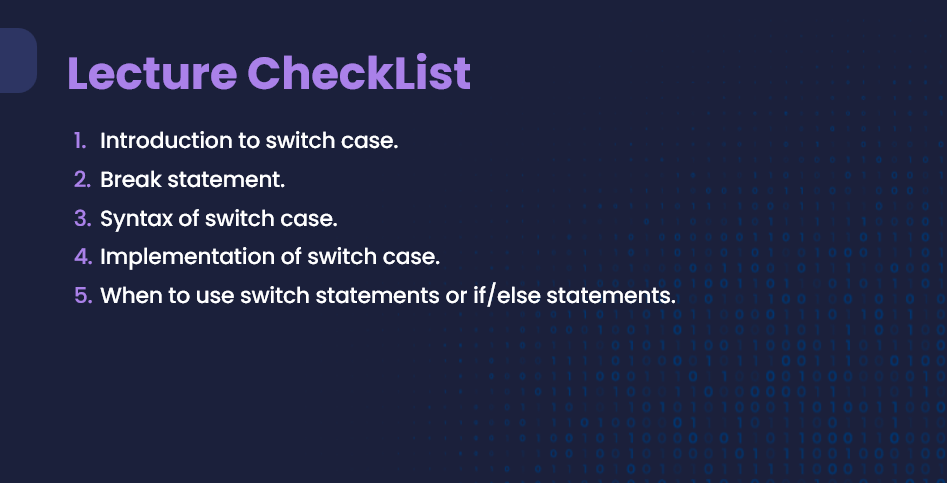 Lecture CheckList
1. Introduction to switch case.
2. Break statement.
3. Syntax of switch case.
4. Implementation of switch case.
5. When to use switch statements or if/else statements.